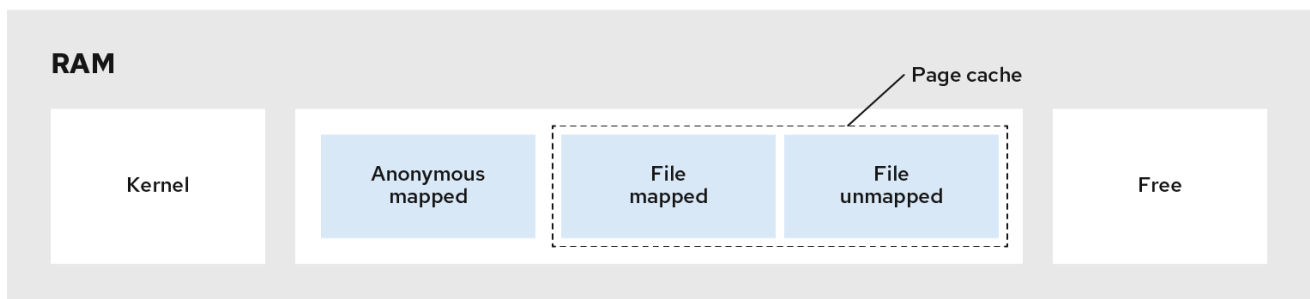 RAM
Page cache
Kernel
Anonymous
mapped
File
mapped
File
unmapped
Free